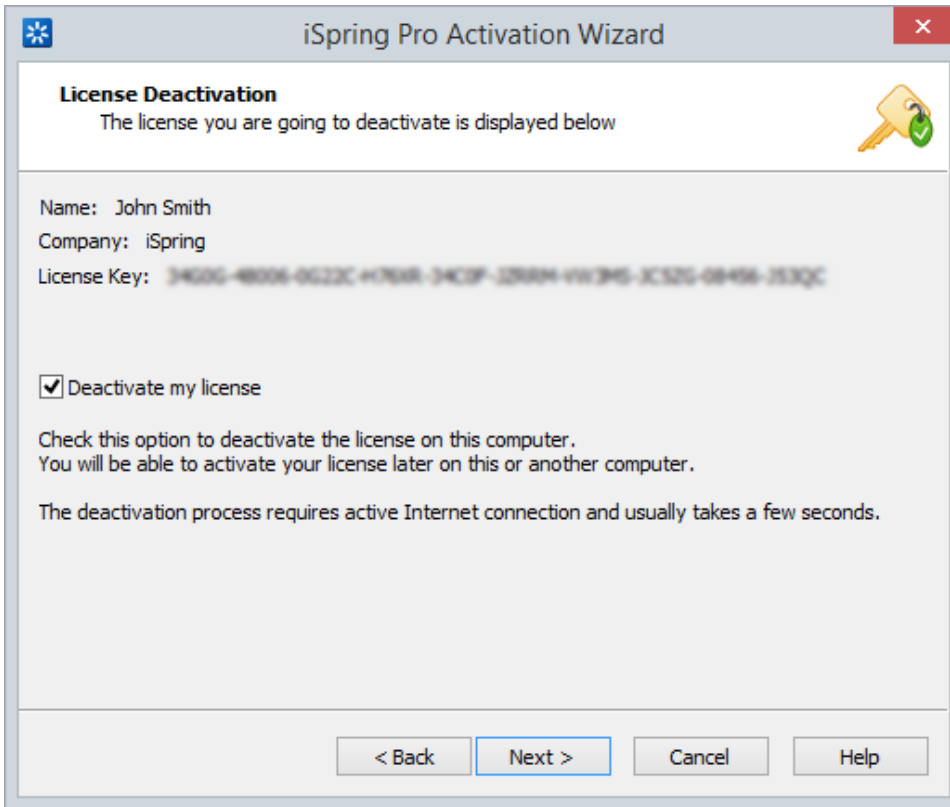 iSpring Pro Activation Wizard
License Deactivation
The license you are going to deactivate is displayed below
Name: John Smith
Company: iSpring
License Key:
Deactivate my license
Check this option to deactivate the license on this computer.
You will be able to activate your license later on this or another computer.
The deactivation process requires active Internet connection and usually takes a few seconds.
< Back Next > Cancel Help